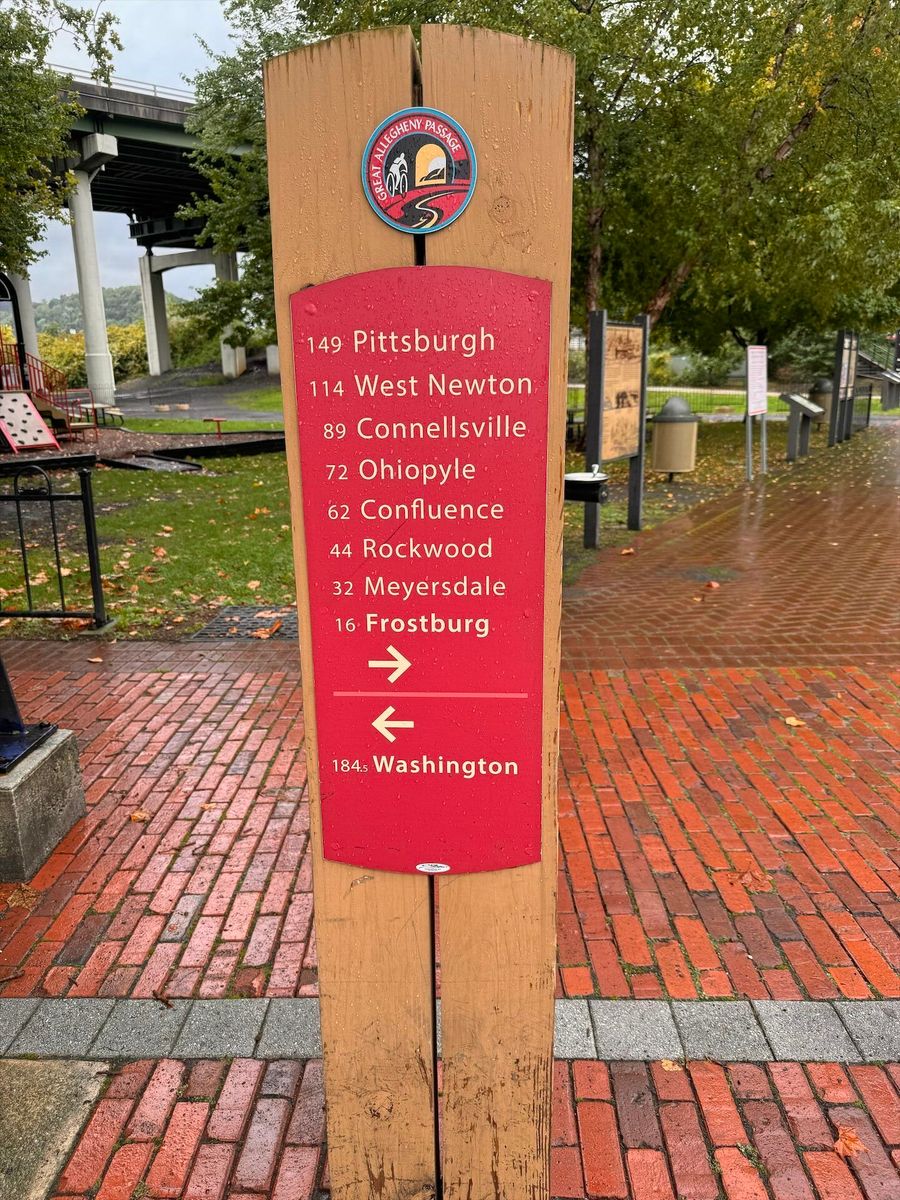 GREAT ALLEGHENY PASSAGE
149 Pittsburgh
114 West Newton
89 Connellsville
72 Ohiopyle
62 Confluence
44 Rockwood
32 Meyersdale
16 Frostburg
→
←
184.5 Washington